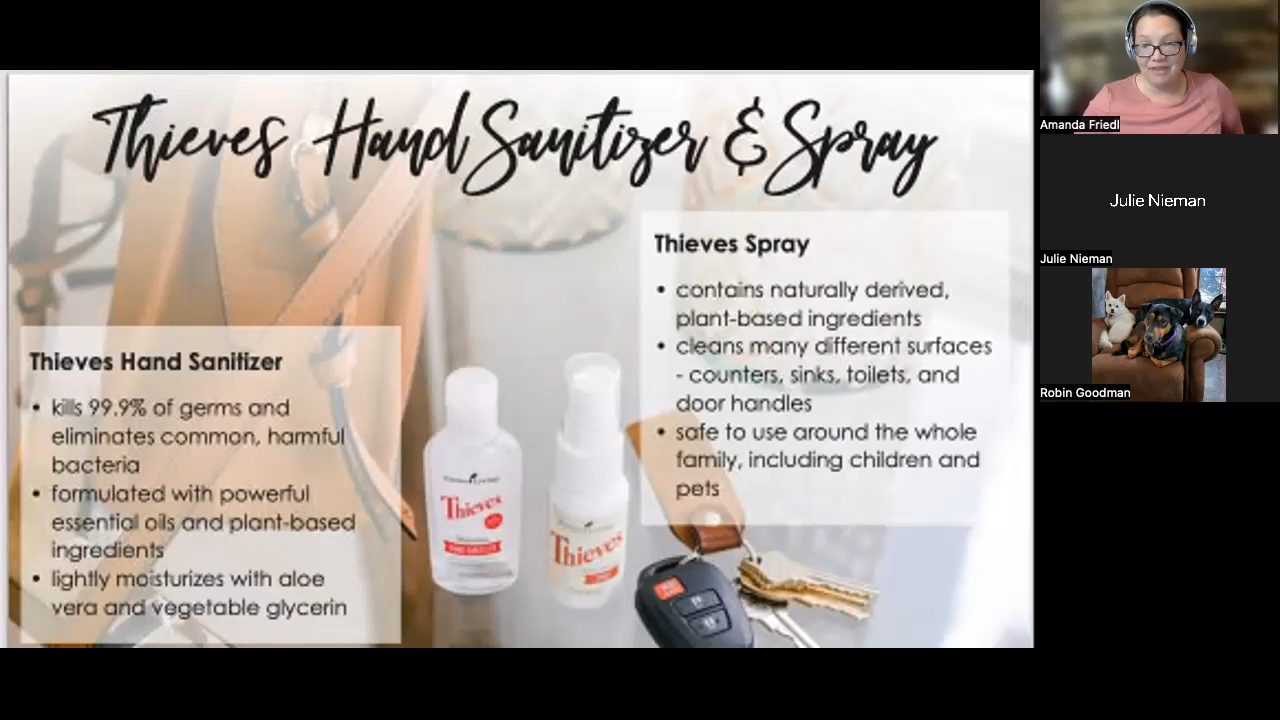 Thieves Hand Sanitizer & Spray
Thieves Hand Sanitizer
• kills 99.9% of germs and
eliminates common, harmful
bacteria
• formulated with powerful
essential oils and plant-based
ingredients
• lightly moisturizes with aloe
vera and vegetable glycerin
Thieves
Thieves
Thieves Spray
• contains naturally derived,
plant-based ingredients
• cleans many different surfaces
- counters, sinks, toilets, and
door handles
• safe to use around the whole
family, including children and
pets
Amanda Friedl
Julie Nieman
Julie Nieman
Robin Goodman